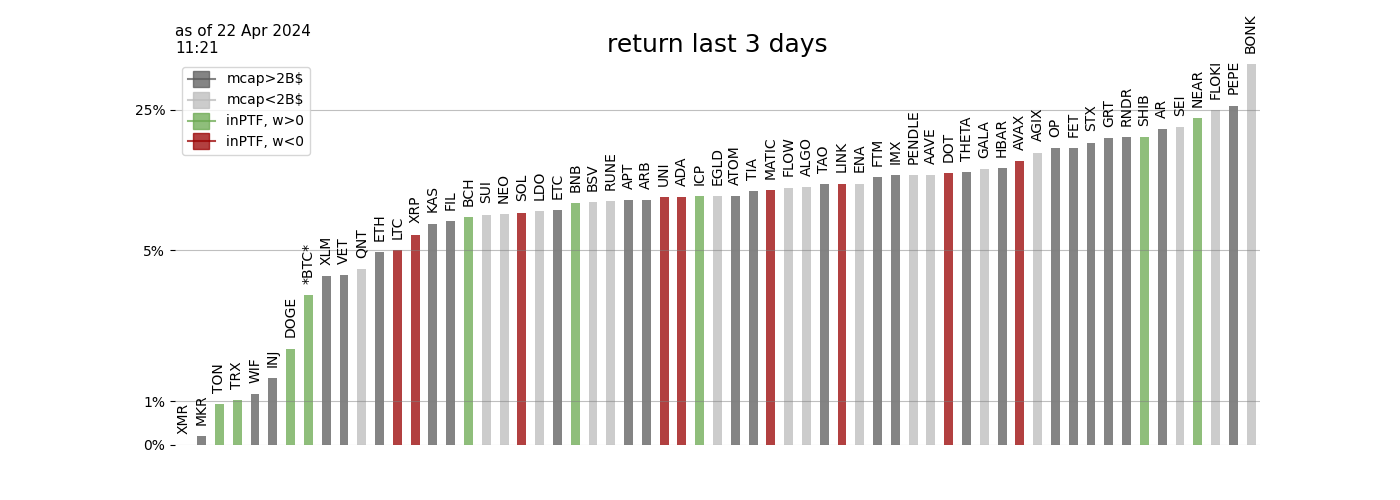 as of 22 Apr 2024
11:21
return last 3 days
mcap>2B$
mcap<2B$
inPTF, w>0
inPTF, w<0
25%
5%
1%
0%
XMR
MKR
TON
TRX
WIF
INJ
DOGE
*BTC*
XLM
VET
QNT
ETH
LTC
XRP
KAS
FIL
BCH
SUI
NEO
SOL
LDO
ETC
BNB
BSV
RUNE
APT
ARB
UNI
ADA
ICP
EGLD
ATOM
TIA
MATIC
FLOW
ALGO
TAO
LINK
ENA
FTM
IMX
PENDLE
AAVE
DOT
THETA
GALA
HBAR
AVAX
AGIX
OP
FET
STX
GRT
RNDR
SHIB
AR
SEI
NEAR
FLOKI
PEPE
BONK